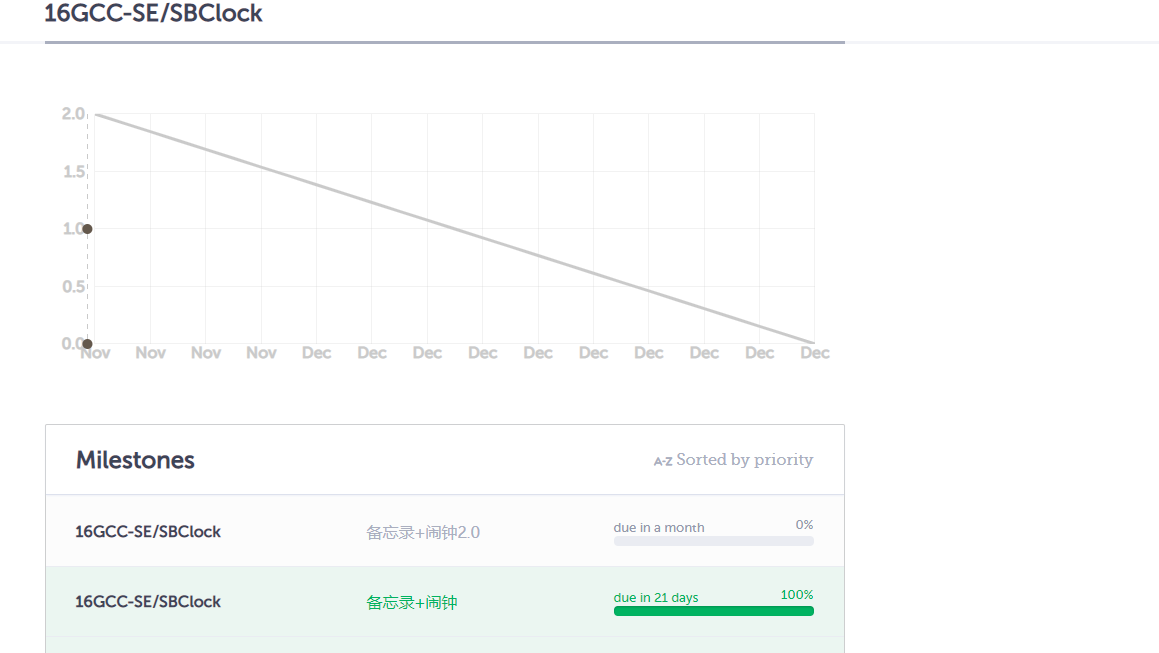 16GCC-SE/SBClock
2.0
1.5
1.0
0.5
0.0
Nov Nov Nov Nov Dec Dec Dec Dec Dec Dec Dec Dec Dec Dec
Milestones A-Z Sorted by priority
16GCC-SE/SBClock 备忘录+闹钟2.0 due in a month 0%
16GCC-SE/SBClock 备忘录+闹钟 due in 21 days 100%